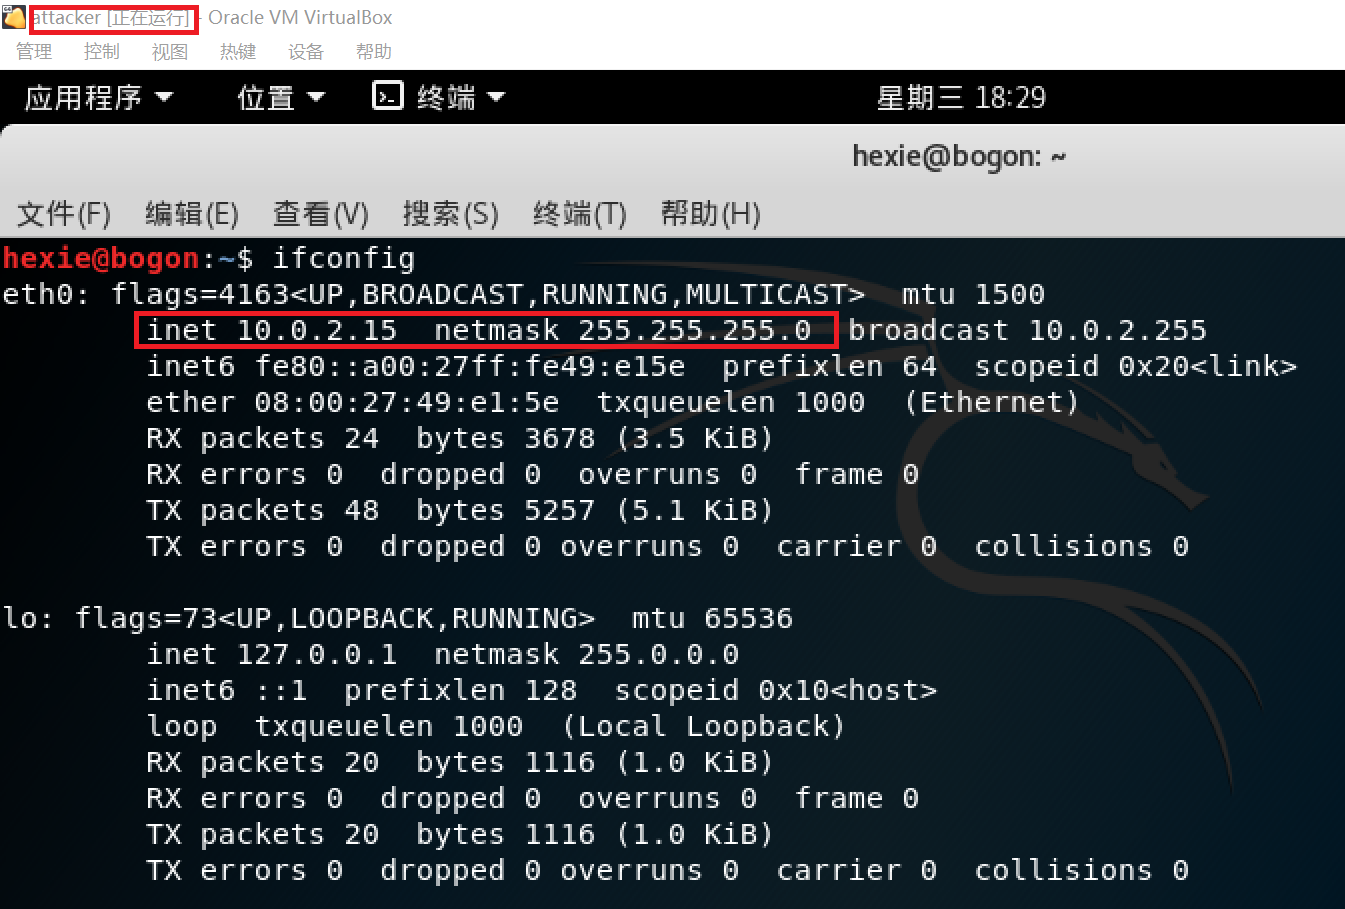 attacker [正在运行] - Oracle VM VirtualBox
管理 控制 视图 热键 设备 帮助
应用程序 位置 终端 星期三 18:29
hexie@bogon: ~
文件(F) 编辑(E) 查看(V) 搜索(S) 终端(T) 帮助(H)
hexie@bogon:~$ ifconfig
eth0: flags=4163<UP,BROADCAST,RUNNING,MULTICAST>  mtu 1500
        inet 10.0.2.15  netmask 255.255.255.0  broadcast 10.0.2.255
        inet6 fe80::a00:27ff:fe49:e15e  prefixlen 64  scopeid 0x20<link>
        ether 08:00:27:49:e1:5e  txqueuelen 1000  (Ethernet)
        RX packets 24  bytes 3678 (3.5 KiB)
        RX errors 0  dropped 0  overruns 0  frame 0
        TX packets 48  bytes 5257 (5.1 KiB)
        TX errors 0  dropped 0 overruns 0  carrier 0  collisions 0
lo: flags=73<UP,LOOPBACK,RUNNING>  mtu 65536
        inet 127.0.0.1  netmask 255.0.0.0
        inet6 ::1  prefixlen 128  scopeid 0x10<host>
        loop  txqueuelen 1000  (Local Loopback)
        RX packets 20  bytes 1116 (1.0 KiB)
        RX errors 0  dropped 0  overruns 0  frame 0
        TX packets 20  bytes 1116 (1.0 KiB)
        TX errors 0  dropped 0 overruns 0  carrier 0  collisions 0